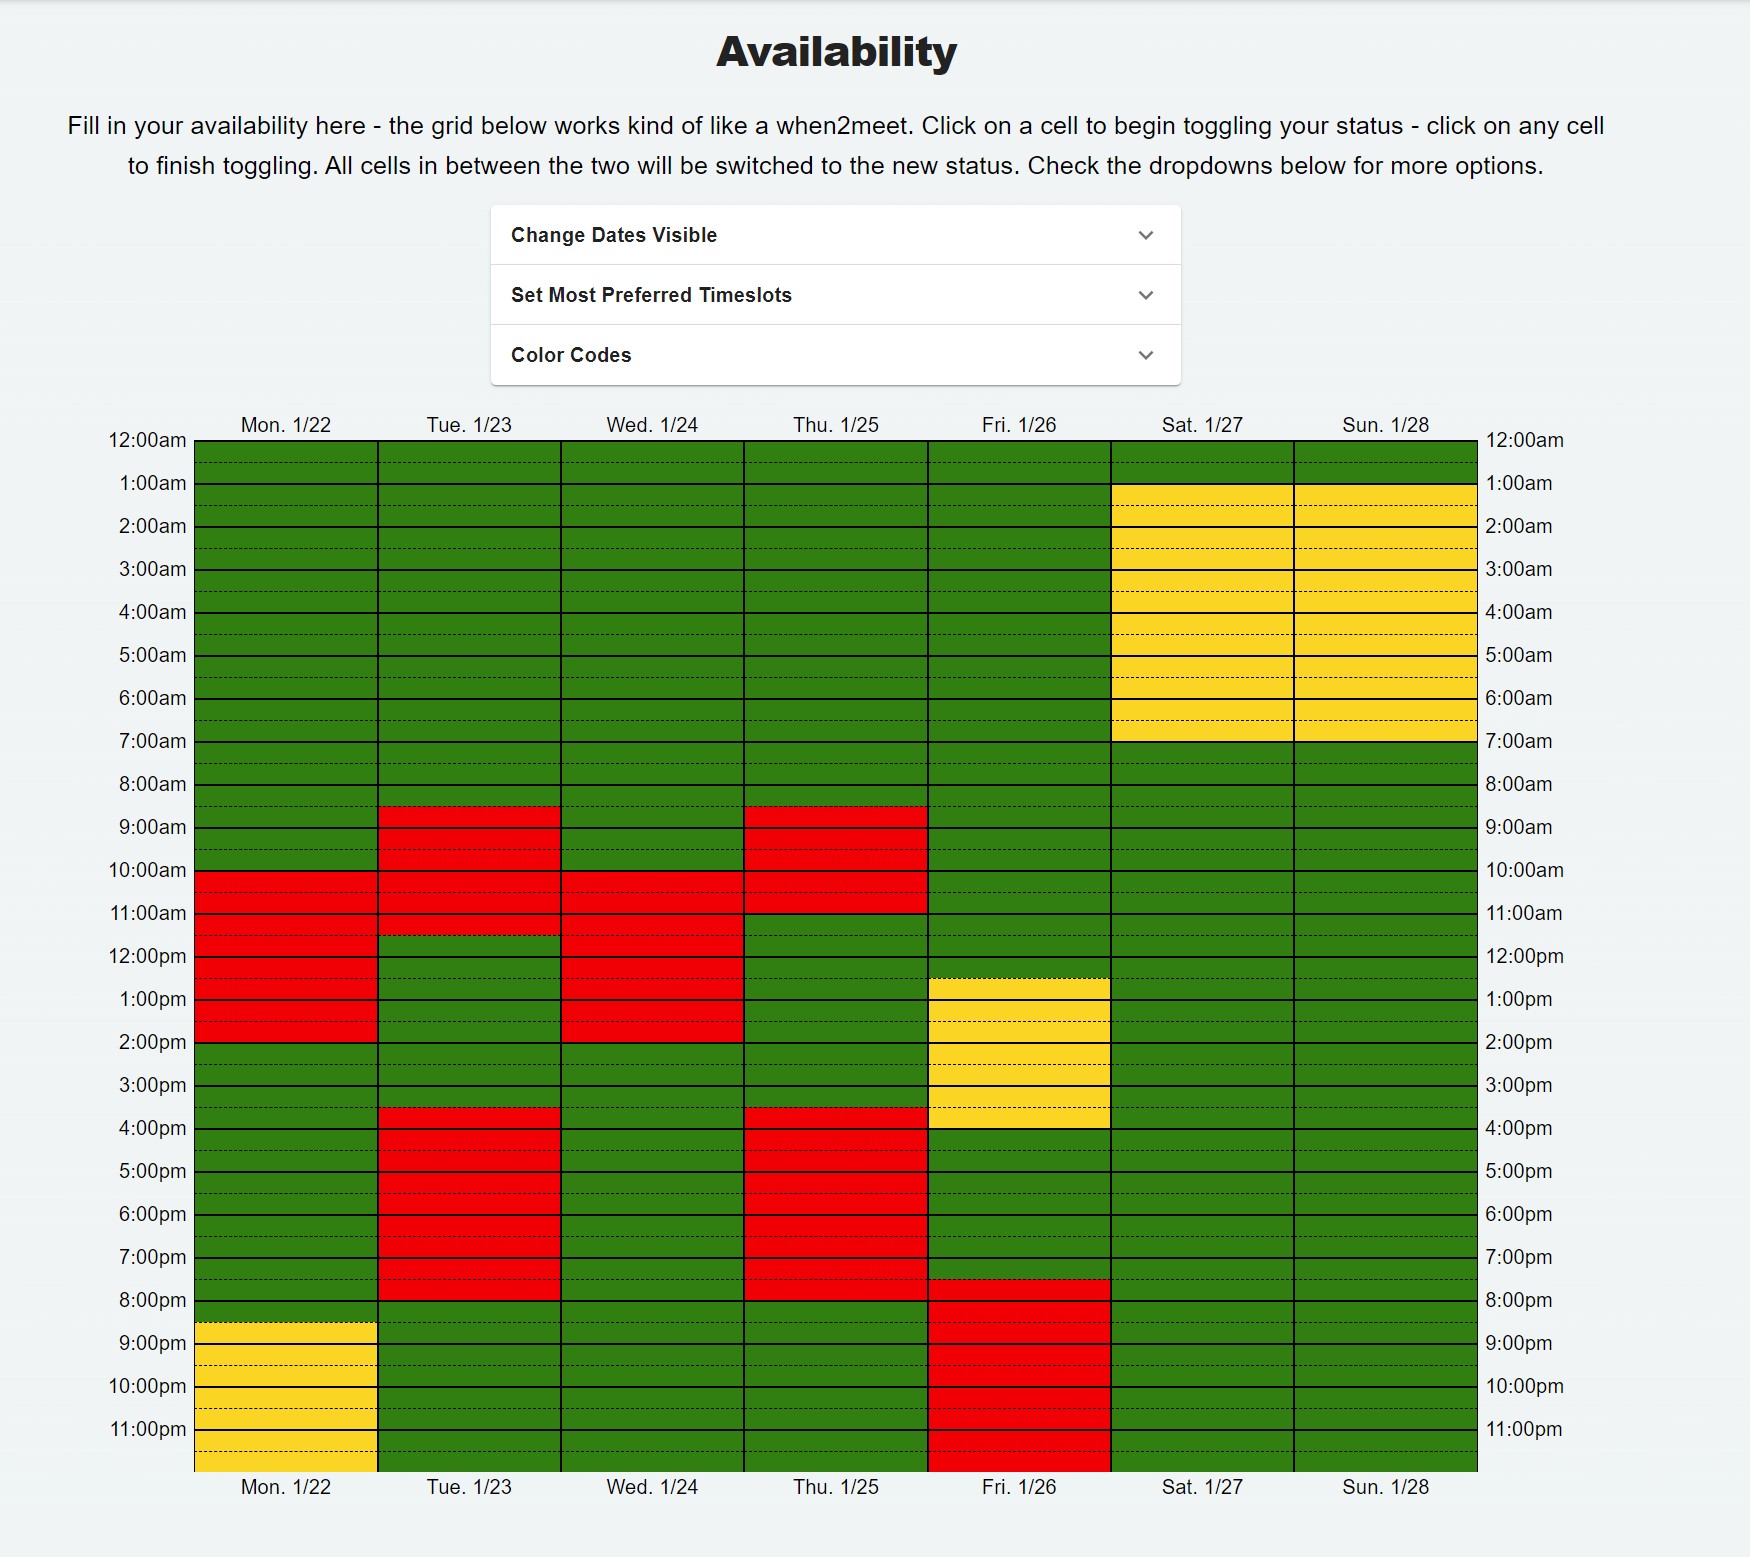 Availability
Fill in your availability here - the grid below works kind of like a when2meet. Click on a cell to begin toggling your status - click on any cell
to finish toggling. All cells in between the two will be switched to the new status. Check the dropdowns below for more options.
Change Dates Visible
Set Most Preferred Timeslots
Color Codes
Mon. 1/22 Tue. 1/23 Wed. 1/24 Thu. 1/25 Fri. 1/26 Sat. 1/27 Sun. 1/28
12:00am 12:00am
1:00am 1:00am
2:00am 2:00am
3:00am 3:00am
4:00am 4:00am
5:00am 5:00am
6:00am 6:00am
7:00am 7:00am
8:00am 8:00am
9:00am 9:00am
10:00am 10:00am
11:00am 11:00am
12:00pm 12:00pm
1:00pm 1:00pm
2:00pm 2:00pm
3:00pm 3:00pm
4:00pm 4:00pm
5:00pm 5:00pm
6:00pm 6:00pm
7:00pm 7:00pm
8:00pm 8:00pm
9:00pm 9:00pm
10:00pm 10:00pm
11:00pm 11:00pm
Mon. 1/22 Tue. 1/23 Wed. 1/24 Thu. 1/25 Fri. 1/26 Sat. 1/27 Sun. 1/28